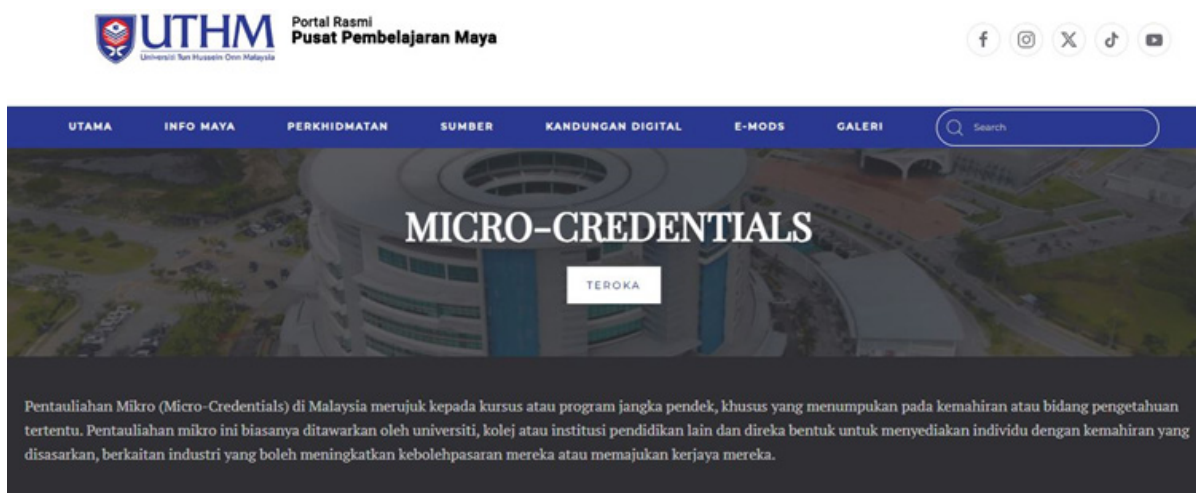 UTHM
Universiti Tun Hussein Onn Malaysia
Portal Rasmi
Pusat Pembelajaran Maya
UTAMA
INFO MAYA
PERKHIDMATAN
SUMBER
KANDUNGAN DIGITAL
E-MODS
GALERI
Search
MICRO-CREDENTIALS
TEROKA
Pentauliahan Mikro (Micro-Credentials) di Malaysia merujuk kepada kursus atau program jangka pendek, khusus yang menumpukan pada kemahiran atau bidang pengetahuan
tertentu. Pentauliahan mikro ini biasanya ditawarkan oleh universiti, kolej atau institusi pendidikan lain dan direka bentuk untuk menyediakan individu dengan kemahiran yang
disasarkan, berkaitan industri yang boleh meningkatkan kebolehpasaran mereka atau memajukan kerjaya mereka.